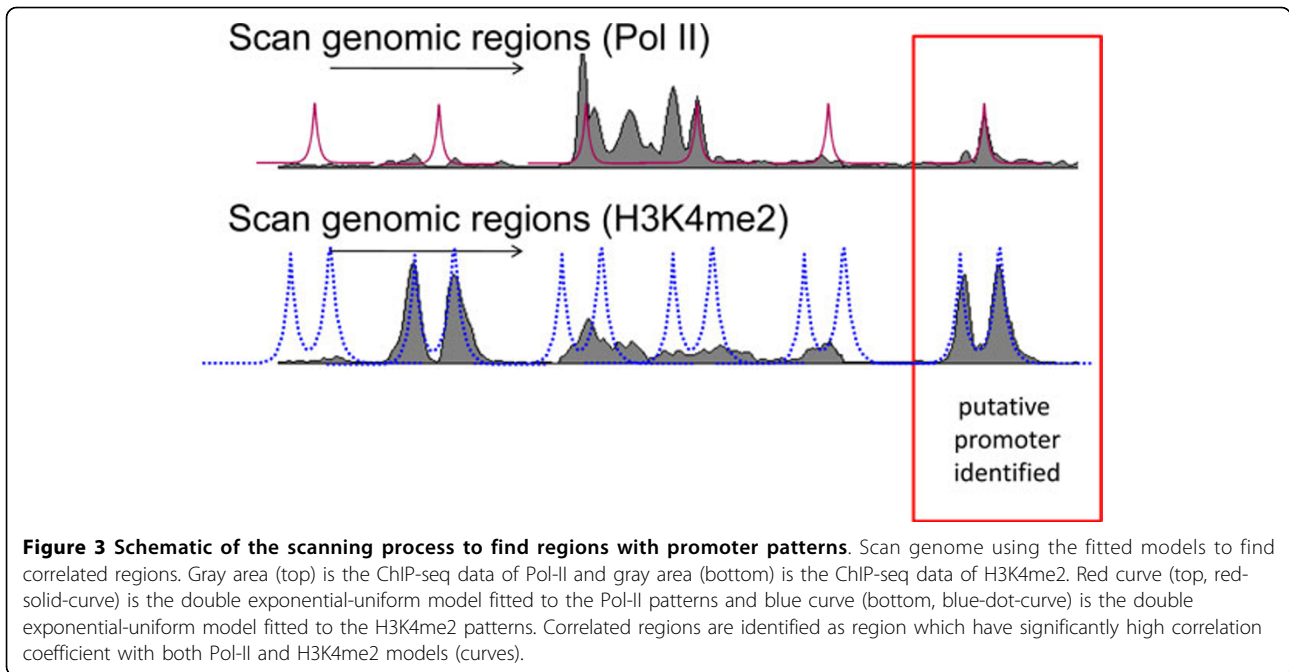 Scan genomic regions (Pol II)
Scan genomic regions (H3K4me2)
putative
promoter
identified
Figure 3 Schematic of the scanning process to find regions with promoter patterns. Scan genome using the fitted models to find
correlated regions. Gray area (top) is the ChIP-seq data of Pol-II and gray area (bottom) is the ChIP-seq data of H3K4me2. Red curve (top, red-
solid-curve) is the double exponential-uniform model fitted to the Pol-II patterns and blue curve (bottom, blue-dot-curve) is the double
exponential-uniform model fitted to the H3K4me2 patterns. Correlated regions are identified as region which have significantly high correlation
coefficient with both Pol-II and H3K4me2 models (curves).